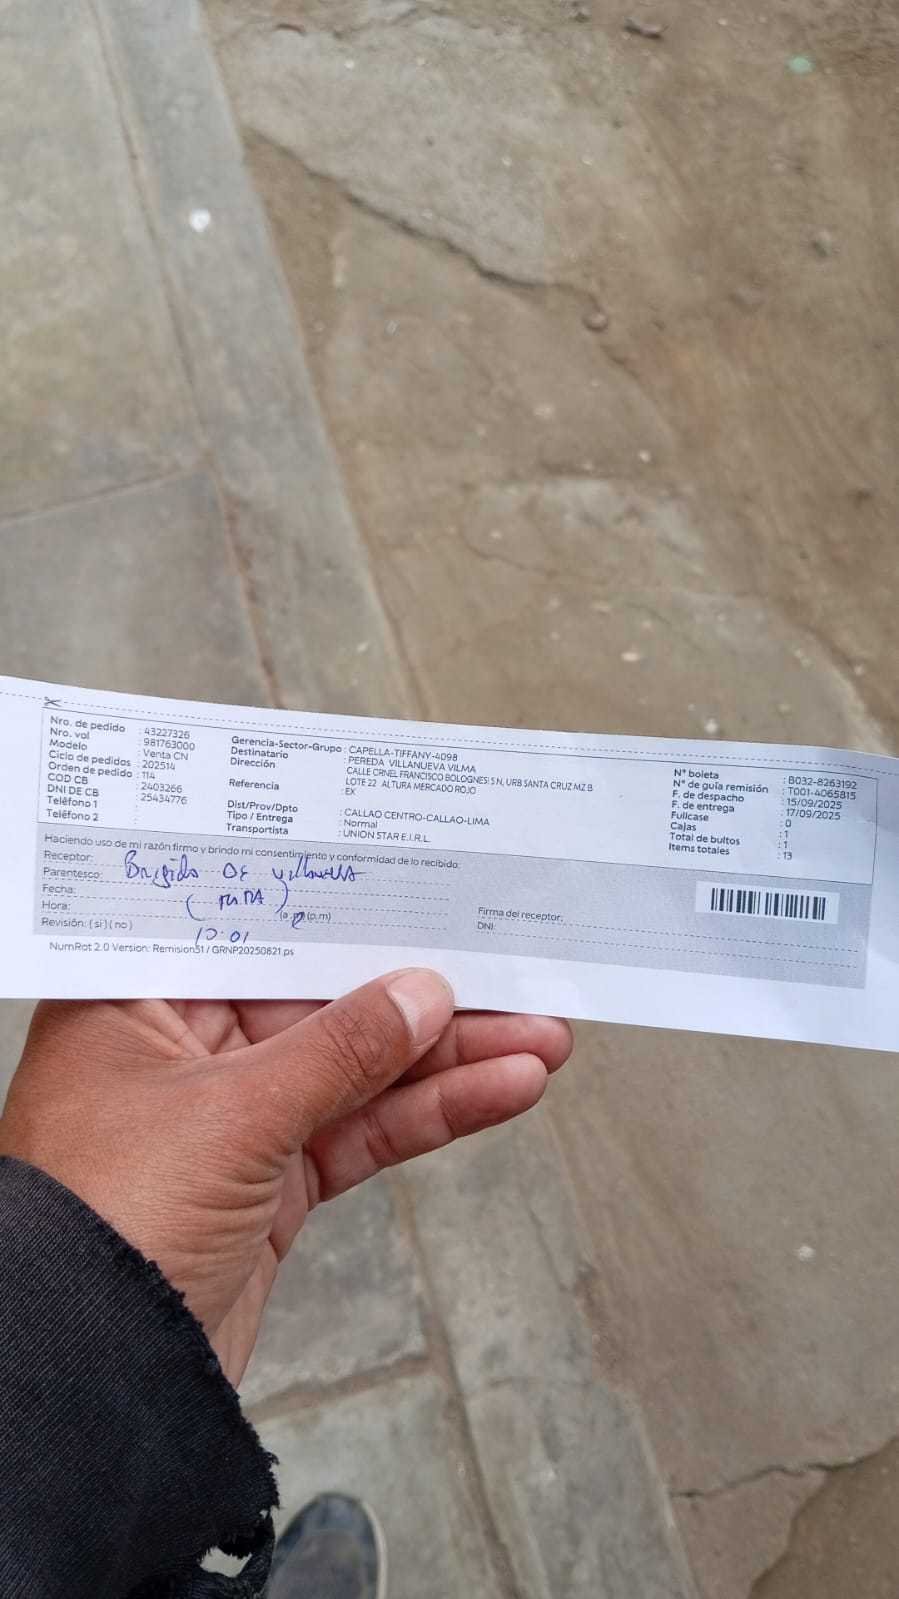 Nro. de pedido : 43227326
Nro. vol : 981763000
Modelo : Venta CN
Ciclo de pedidos : 202514
Orden de pedido : 114
COD CB : 2403266
DNI DE CB : 25434776
Teléfono 1 :
Teléfono 2 :
Gerencia-Sector-Grupo : CAPELLA-TIFFANY-4098
Destinatario : PEREDA VILLANUEVA VILMA
Dirección : CALLE CRNEL FRANCISCO BOLOGNESI SN, URB SANTA CRUZ MZ B
LOTE 22 ALTURA MERCADO ROJO
Referencia : EX
Dist/Prov/Dpto : CALLAO CENTRO-CALLAO-LIMA
Tipo / Entrega : Normal
Transportista : UNION STAR E.I.R.L.
N° boleta : B032-8263192
N° de guía remisión : T001-4065815
F. de despacho : 15/09/2025
F. de entrega : 17/09/2025
Fullcase : 0
Cajas : 1
Total de bultos : 1
Items totales : 13
Haciendo uso de mi razón firmo y brindo mi consentimiento y conformidad de lo recibido:
Receptor: Brigida DE
Parentesco:
Fecha:
Hora: (a.m) (p.m)
Revisión: ( si ) ( no )
Firma del receptor:
DNI:
NumRot 2.0 Version: Remision51 / GRNP20250821.ps